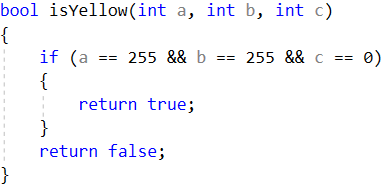 bool isYellow(int a, int b, int c)
{
    if (a == 255 && b == 255 && c == 0)
    {
        return true;
    }
    return false;
}